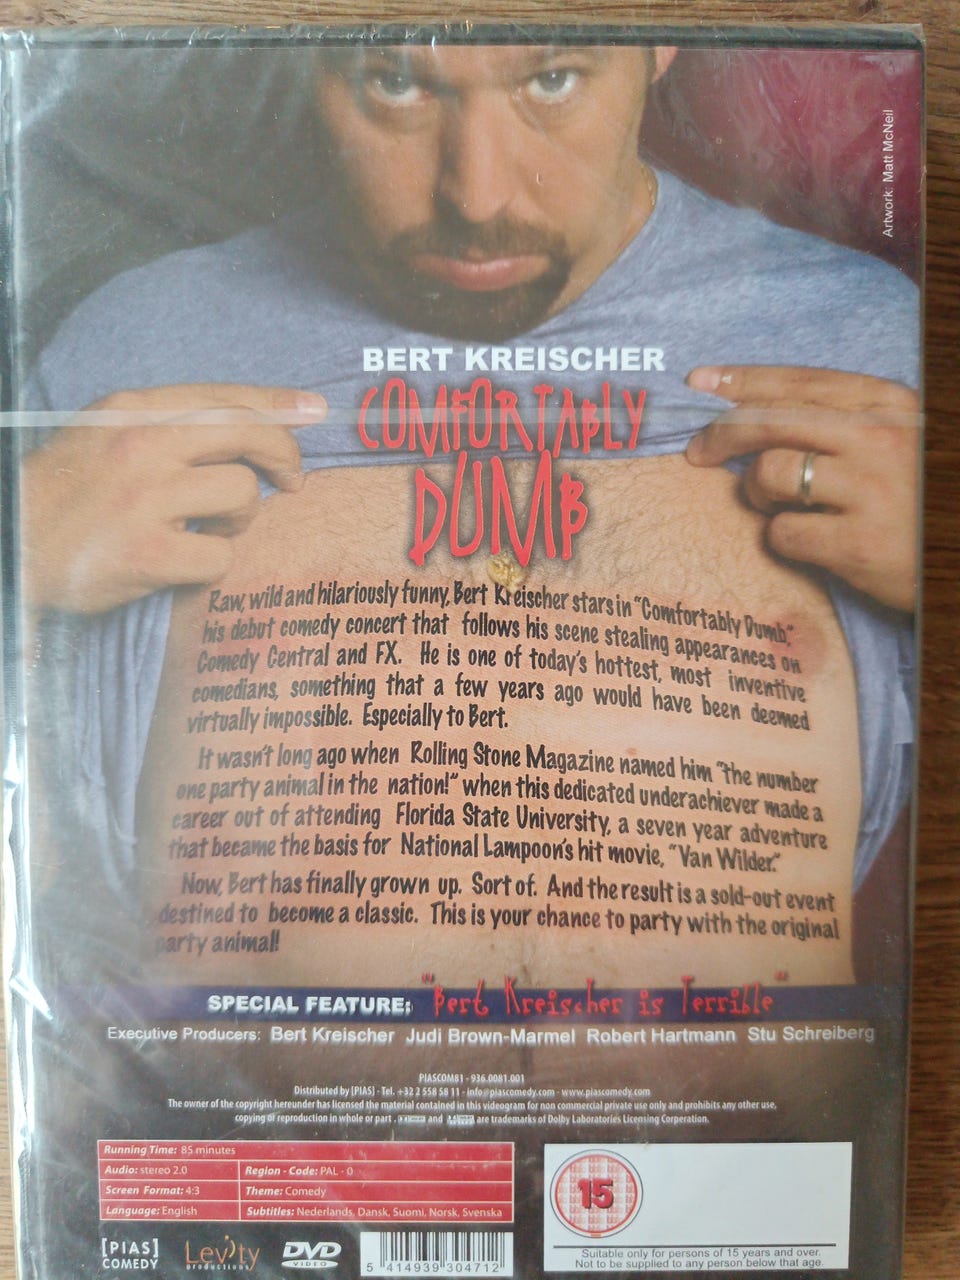 Artwork: Matt McNeil
BERT KREISCHER
COMFORTABLY
DUMB
Raw, wild and hilariously funny, Bert Kreischer stars in "Comfortably Dumb,"
his debut comedy concert that follows his scene stealing appearances on
Comedy Central and FX. He is one of today's hottest, most inventive
comedians, something that a few years ago would have been deemed
virtually impossible. Especially to Bert.
It wasn't long ago when Rolling Stone Magazine named him "the number
one party animal in the nation!" when this dedicated underachiever made a
career out of attending Florida State University, a seven year adventure
that became the basis for National Lampoon's hit movie, "Van Wilder."
Now, Bert has finally grown up. Sort of. And the result is a sold-out event
destined to become a classic. This is your chance to party with the original
party animal!
SPECIAL FEATURE: "Bert Kreischer is Terrible"
Executive Producers: Bert Kreischer Judi Brown-Marmel Robert Hartmann Stu Schreiberg
PIASCOM81 - 936.0081.001
Distributed by [PIAS] - Tel. +32 2 558 58 11 - info@piascomedy.com - www.piascomedy.com
The owner of the copyright hereunder has licensed the material contained in this videogram for non commercial private use only and prohibits any other use,
copying of reproduction in whole or part. and are trademarks of Dolby Laboratories Licensing Corperation.
Running Time: 85 minutes
Audio: stereo 2.0 Region - Code: PAL - 0
Screen Format: 4:3 Theme: Comedy
Language: English Subtitles: Nederlands, Dansk, Suomi, Norsk, Svenska
15
Suitable only for persons of 15 years and over.
Not to be supplied to any person below that age.
[PIAS]
COMEDY
Levity
productions
DVD
VIDEO
5 414939 304712